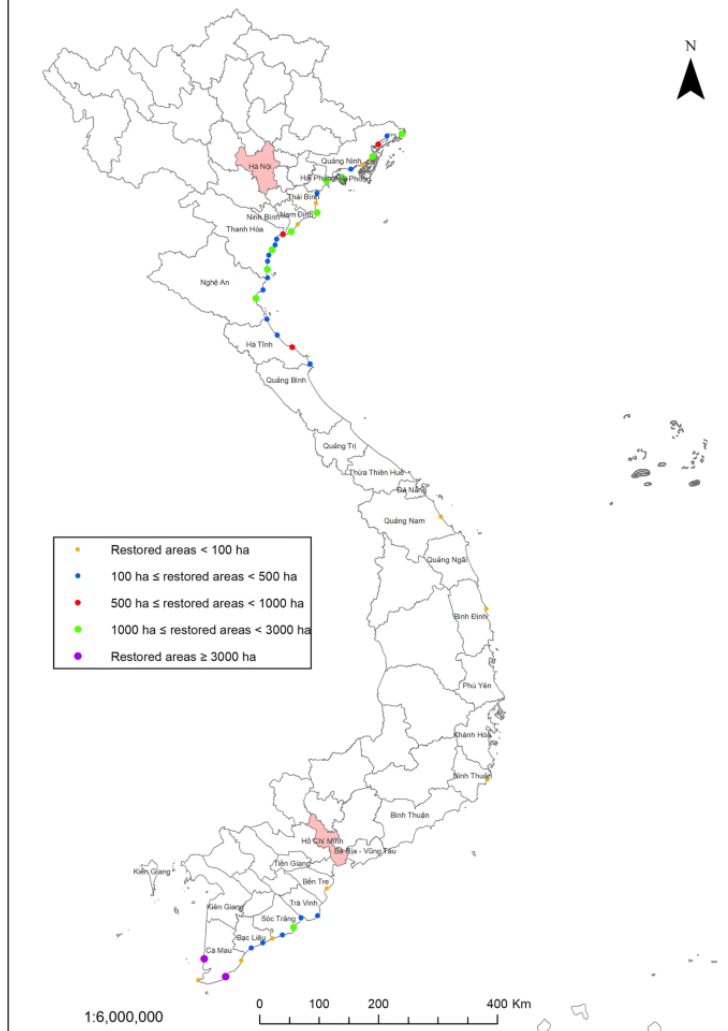 N
Hà Nội
Quảng Ninh
Hải Phòng
Hải Phòng
Thái Bình
Nam Định
Ninh Bình
Thanh Hóa
Nghệ An
Hà Tĩnh
Quảng Bình
Quảng Trị
Thừa Thiên Huế
Đà Nẵng
Quảng Nam
Quảng Ngãi
Bình Định
Phú Yên
Khánh Hòa
Ninh Thuận
Bình Thuận
Restored areas < 100 ha
100 ha ≤ restored areas < 500 ha
500 ha ≤ restored areas < 1000 ha
1000 ha ≤ restored areas < 3000 ha
Restored areas ≥ 3000 ha
Hồ Chí Minh
Bà Rịa - Vũng Tàu
Tiền Giang
Kiên Giang
Bến Tre
Trà Vinh
Kiên Giang
Sóc Trăng
Bạc Liêu
Cà Mau
1:6,000,000
0 100 200 400 Km